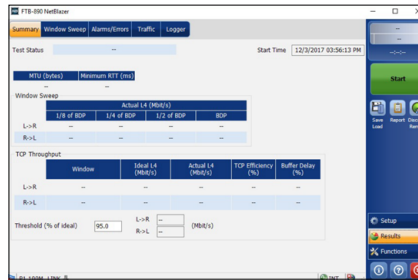 FTB-890 NetBlazer
Summary Window Sweep Alarms/Errors Traffic Logger
Test Status -- Start Time 12/3/2017 03:56:13 PM
MTU (bytes) Minimum RTT (ms)
-- --
Window Sweep
Actual L4 (Mbit/s)
1/8 of BDP 1/4 of BDP 1/2 of BDP BDP
L->R -- -- -- --
R->L -- -- -- --
TCP Throughput
Window Ideal L4 (Mbit/s) Actual L4 (Mbit/s) TCP Efficiency (%) Buffer Delay (%)
L->R -- -- -- -- --
R->L -- -- -- -- --
Threshold (% of ideal) 95.0 L->R -- (Mbit/s)
R->L --
--
--
--:--:--
Start
Save Load
Report
Setup
Results
Functions